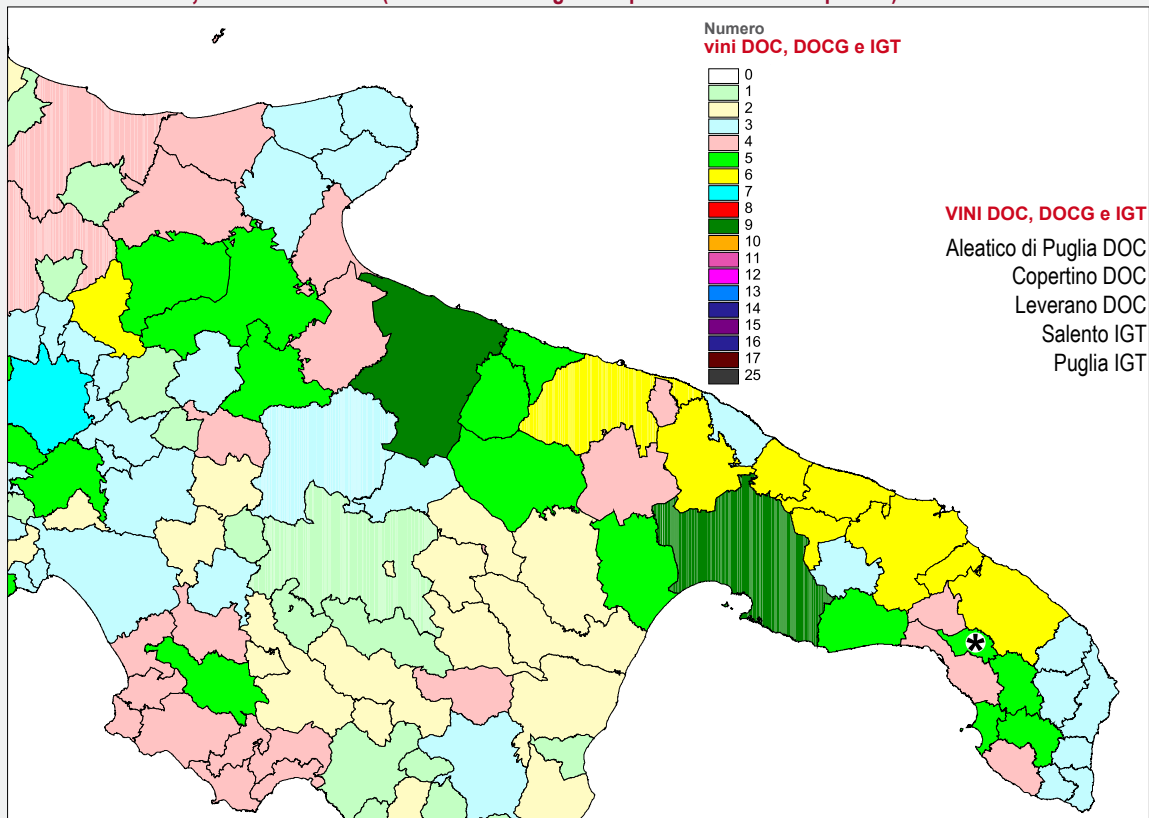 Numero
vini DOC, DOCG e IGT
0
1
2
3
4
5
6
7
8
9
10
11
12
13
14
15
16
17
25
VINI DOC, DOCG e IGT
Aleatico di Puglia DOC
Copertino DOC
Leverano DOC
Salento IGT
Puglia IGT
*